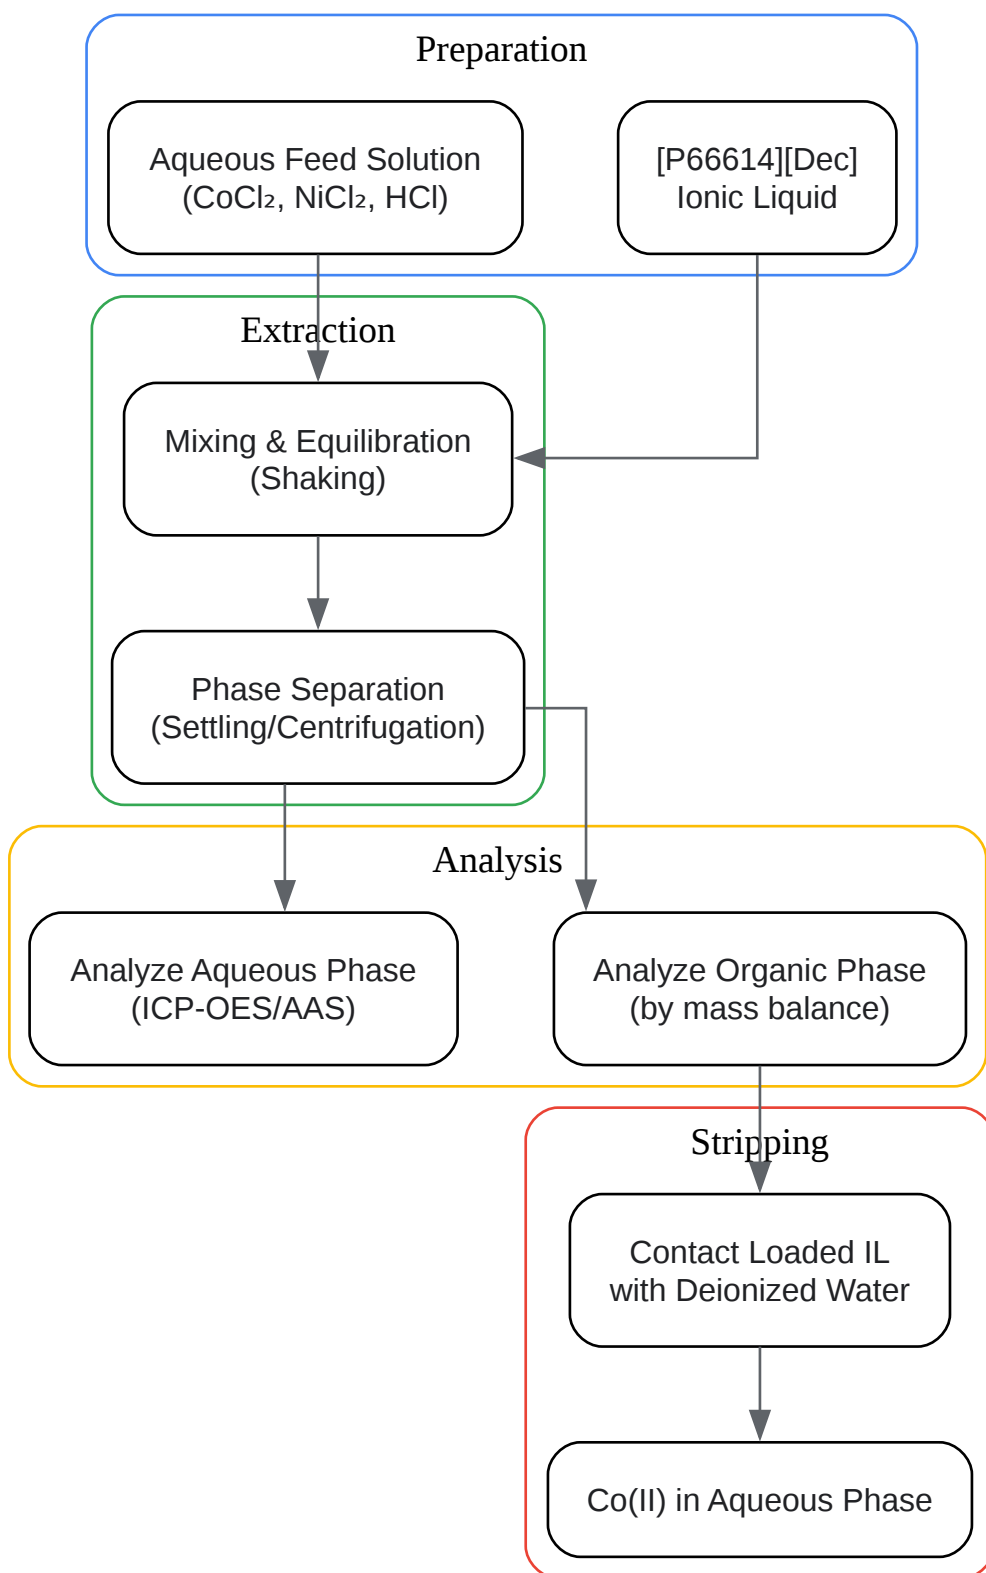 Preparation
Aqueous Feed Solution
(CoCl₂, NiCl₂, HCl)
[P66614][Dec]
Ionic Liquid
Extraction
Mixing & Equilibration
(Shaking)
Phase Separation
(Settling/Centrifugation)
Analysis
Analyze Aqueous Phase
(ICP-OES/AAS)
Analyze Organic Phase
(by mass balance)
Stripping
Contact Loaded IL
with Deionized Water
Co(II) in Aqueous Phase